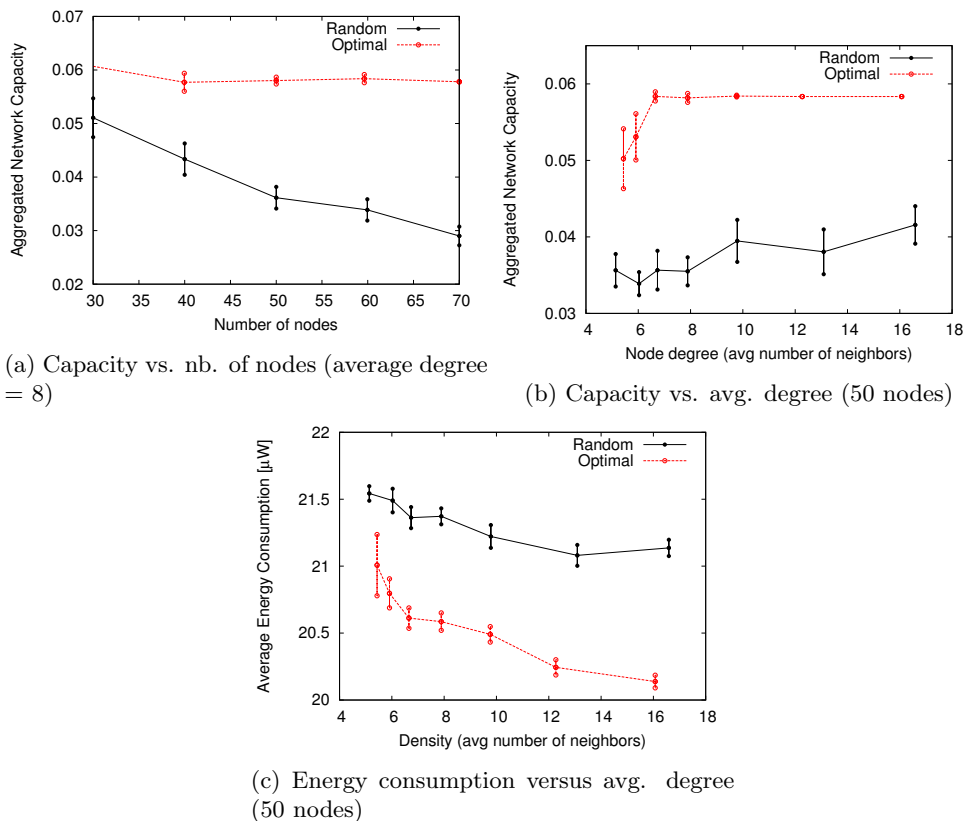 0.07
0.06
0.05
0.04
0.03
0.02
30 35 40 45 50 55 60 65 70
Aggregated Network Capacity
Number of nodes
Random
Optimal
(a) Capacity vs. nb. of nodes (average degree
= 8)
0.06
0.05
0.04
0.03
4 6 8 10 12 14 16 18
Aggregated Network Capacity
Node degree (avg number of neighbors)
Random
Optimal
(b) Capacity vs. avg. degree (50 nodes)
22
21.5
21
20.5
20
4 6 8 10 12 14 16 18
Average Energy Consumption [µW]
Density (avg number of neighbors)
Random
Optimal
(c) Energy consumption versus avg. degree
(50 nodes)